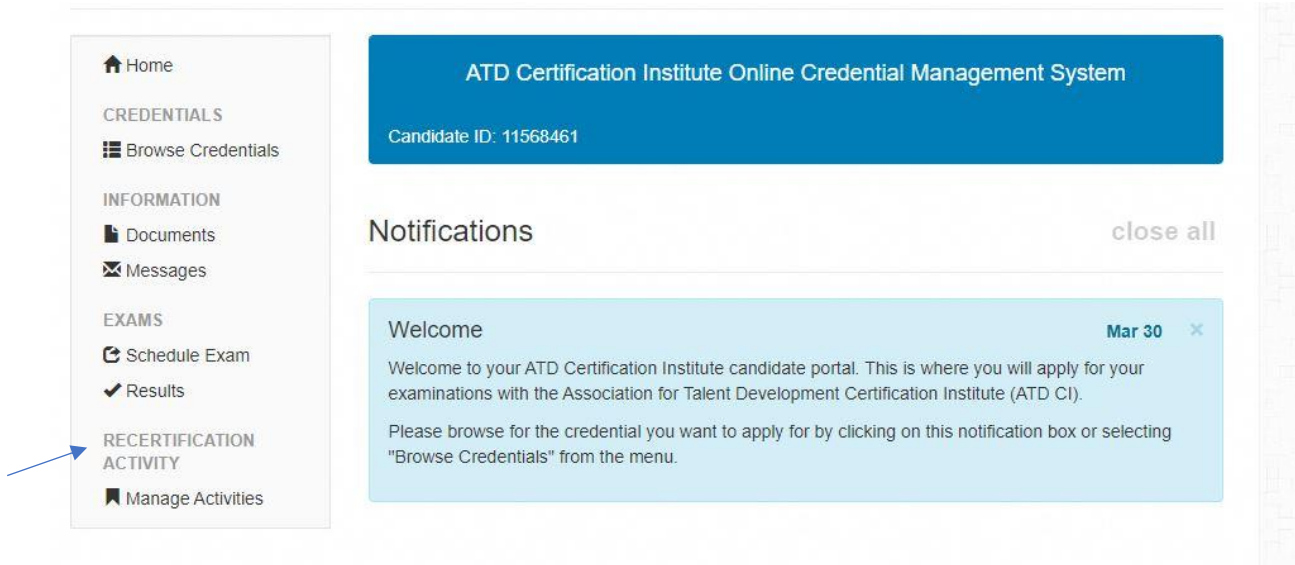 Home
CREDENTIALS
Browse Credentials
INFORMATION
Documents
Messages
EXAMS
Schedule Exam
Results
RECERTIFICATION
ACTIVITY
Manage Activities
ATD Certification Institute Online Credential Management System
Candidate ID: 11568461
Notifications
close all
Welcome
Mar 30 ×
Welcome to your ATD Certification Institute candidate portal. This is where you will apply for your
examinations with the Association for Talent Development Certification Institute (ATD CI).
Please browse for the credential you want to apply for by clicking on this notification box or selecting
"Browse Credentials" from the menu.